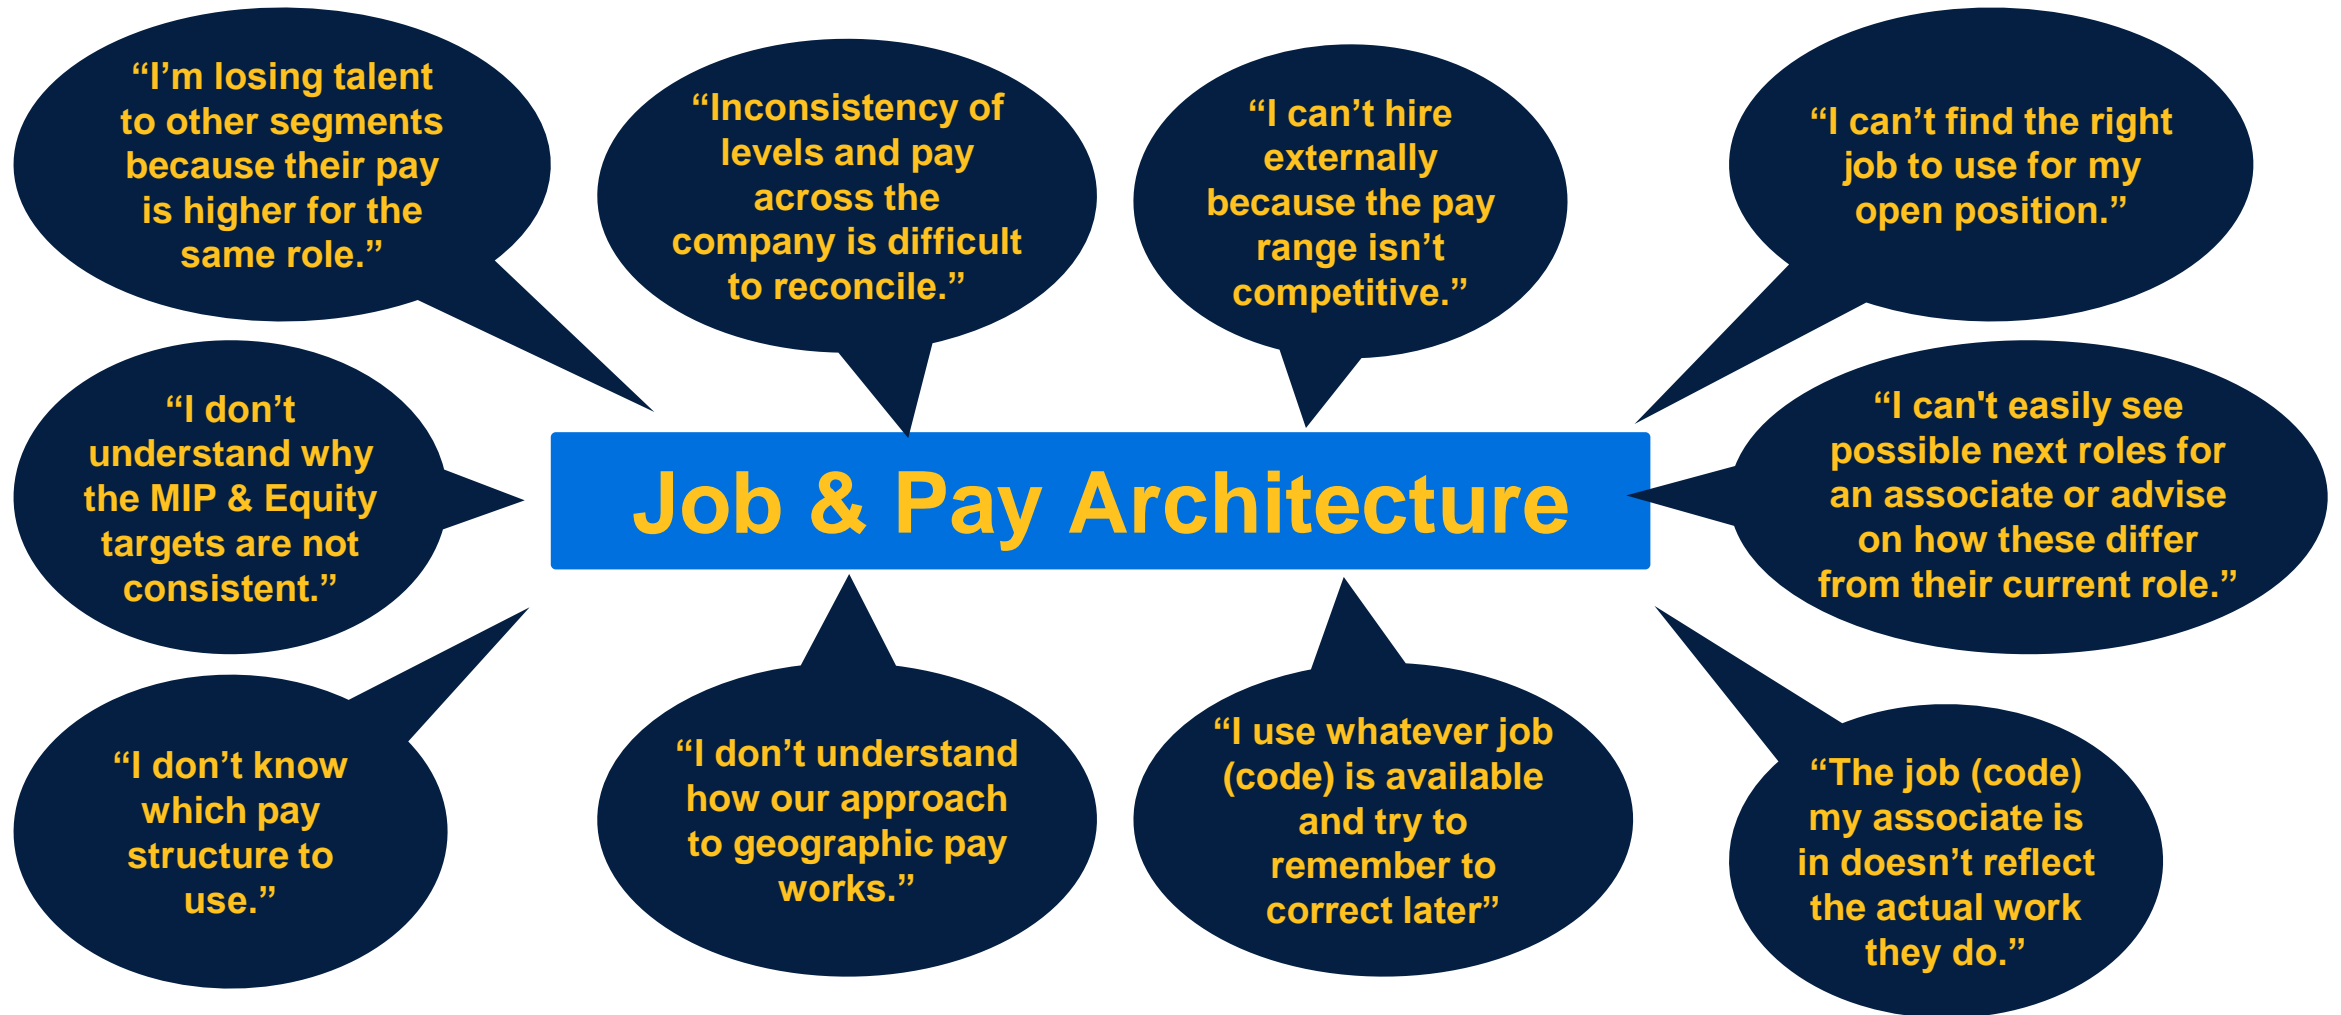 “I’m losing talent
to other segments
because their pay
is higher for the
same role.”
“Inconsistency of
levels and pay
across the
company is difficult
to reconcile.”
“I can’t hire
externally
because the pay
range isn’t
competitive.”
“I can’t find the right
job to use for my
open position.”
“I don’t
understand why
the MIP & Equity
targets are not
consistent.”
Job & Pay Architecture
“I can't easily see
possible next roles for
an associate or advise
on how these differ
from their current role.”
“I don’t know
which pay
structure to
use.”
“I don’t understand
how our approach
to geographic pay
works.”
“I use whatever job
(code) is available
and try to
remember to
correct later”
“The job (code)
my associate is
in doesn’t reflect
the actual work
they do.”